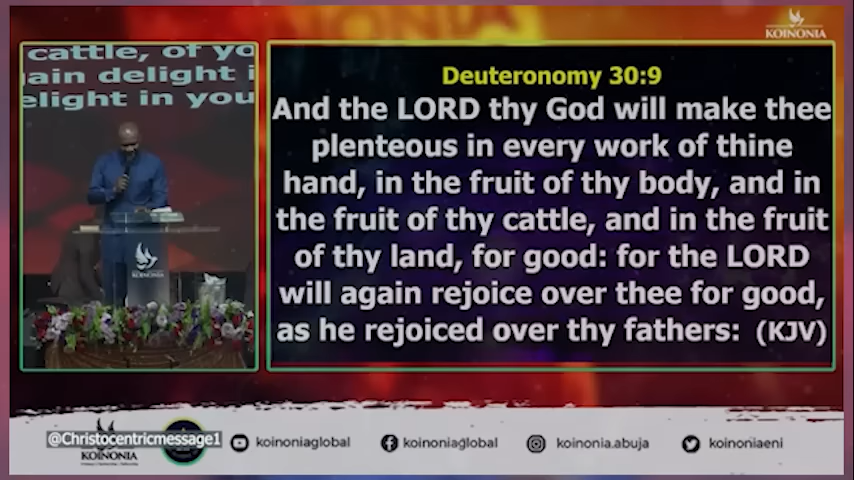 KOINONIA
cattle, of yo
ain delight i
elight in you
Deuteronomy 30:9
And the LORD thy God will make thee
plenteous in every work of thine
hand, in the fruit of thy body, and in
the fruit of thy cattle, and in the fruit
of thy land, for good: for the LORD
will again rejoice over thee for good,
as he rejoiced over thy fathers: (KJV)
KOINONIA
@Christocentricmessage1
KOINONIA
koinoniaglobal
koinoniaglobal
koinonia.abuja
koinoniaeni